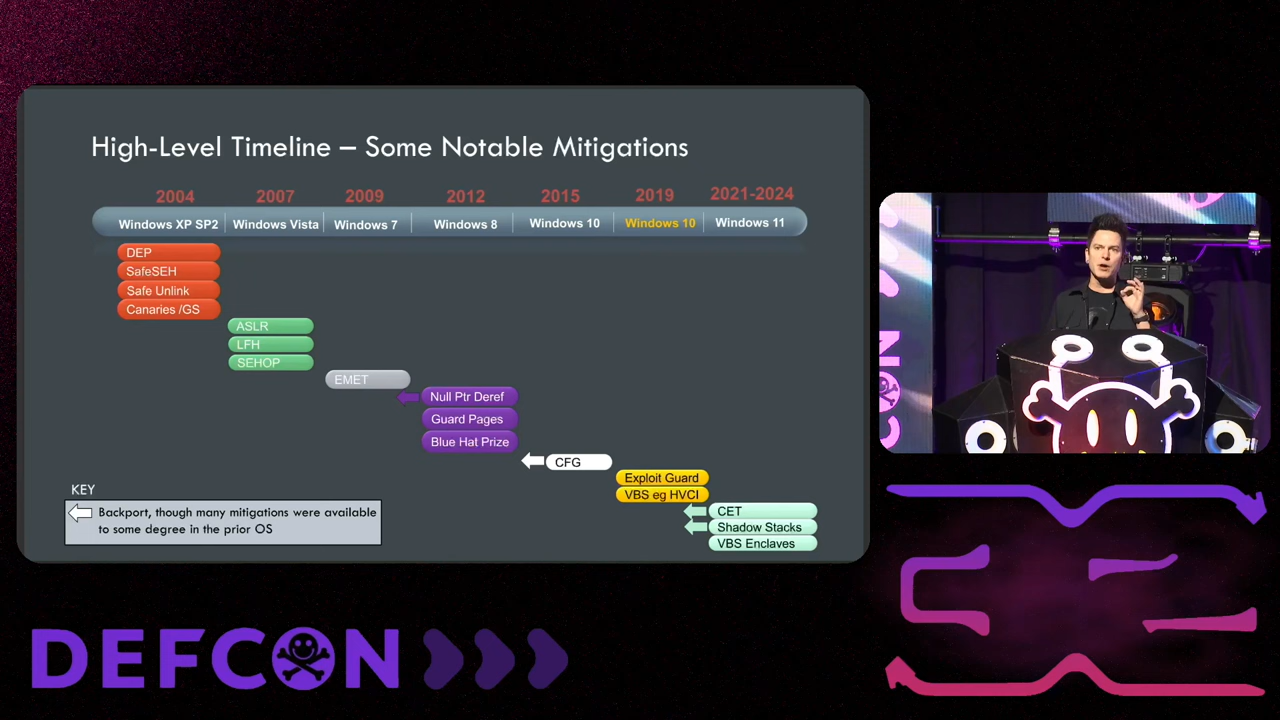 High-Level Timeline – Some Notable Mitigations
2004 2007 2009 2012 2015 2019 2021-2024
Windows XP SP2 Windows Vista Windows 7 Windows 8 Windows 10 Windows 10 Windows 11
DEP
SafeSEH
Safe Unlink
Canaries /GS
ASLR
LFH
SEHOP
EMET
Null Ptr Deref
Guard Pages
Blue Hat Prize
CFG
Exploit Guard
VBS eg HVCI
CET
Shadow Stacks
VBS Enclaves
KEY
Backport, though many mitigations were available
to some degree in the prior OS
CON
DEFCON